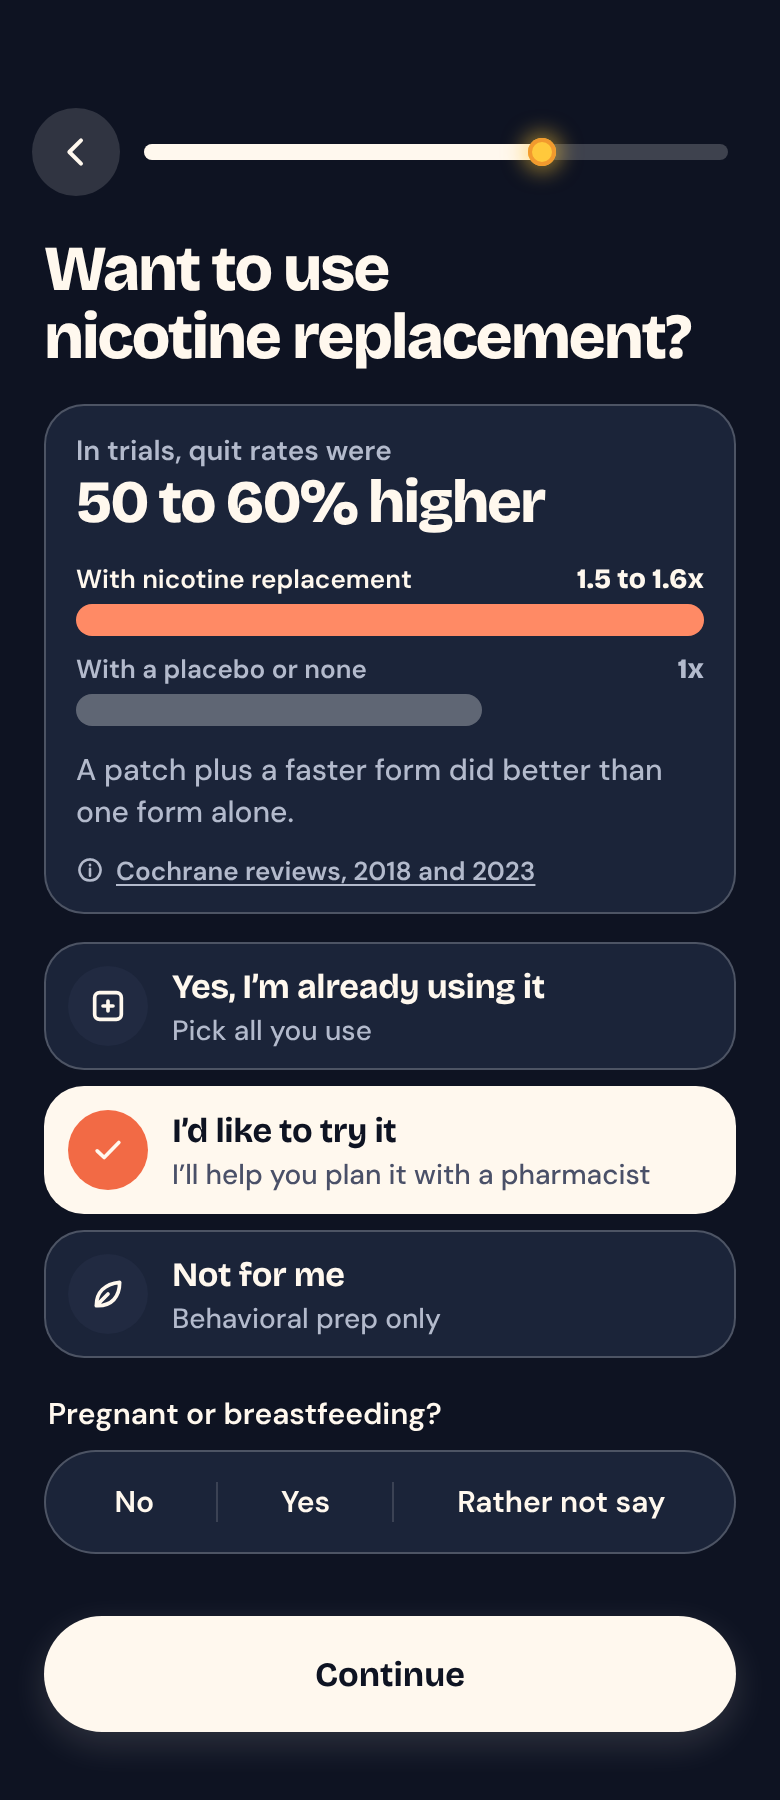 Want to use
nicotine replacement?
In trials, quit rates were
50 to 60% higher
With nicotine replacement 1.5 to 1.6x
With a placebo or none 1x
A patch plus a faster form did better than
one form alone.
Cochrane reviews, 2018 and 2023
Yes, I’m already using it
Pick all you use
I’d like to try it
I’ll help you plan it with a pharmacist
Not for me
Behavioral prep only
Pregnant or breastfeeding?
No Yes Rather not say
Continue